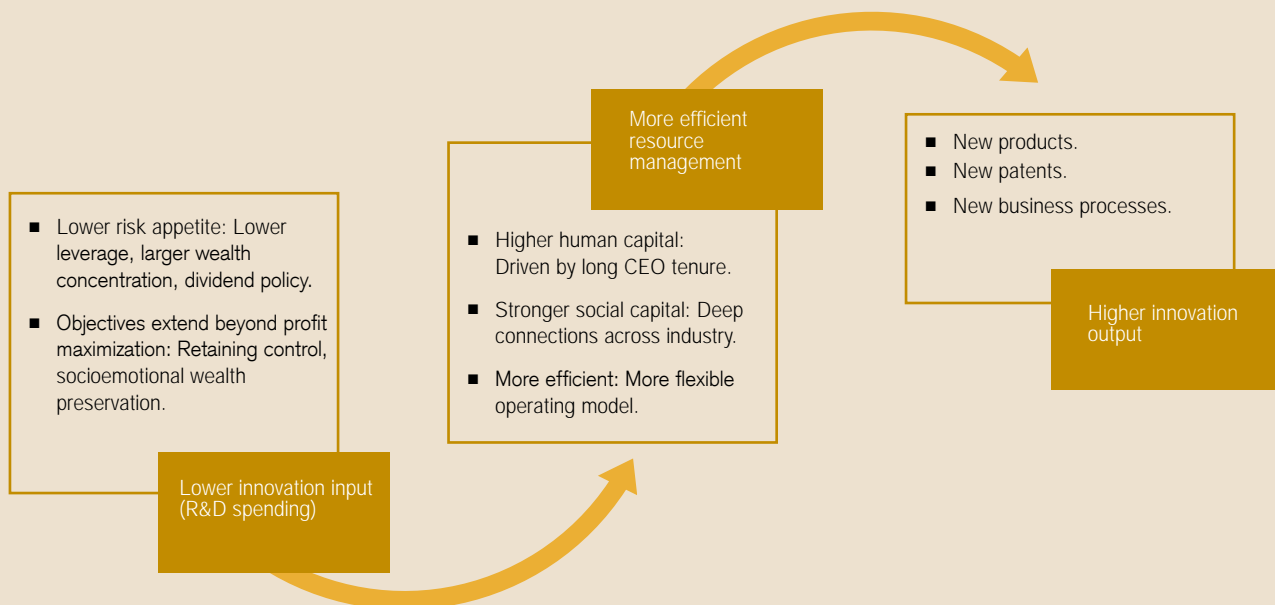 ■ Lower risk appetite: Lower
leverage, larger wealth
concentration, dividend policy.
■ Objectives extend beyond profit
maximization: Retaining control,
socioemotional wealth
preservation.
Lower innovation input
(R&D spending)
More efficient
resource
management
■ Higher human capital:
Driven by long CEO tenure.
■ Stronger social capital: Deep
connections across industry.
■ More efficient: More flexible
operating model.
■ New products.
■ New patents.
■ New business processes.
Higher innovation
output